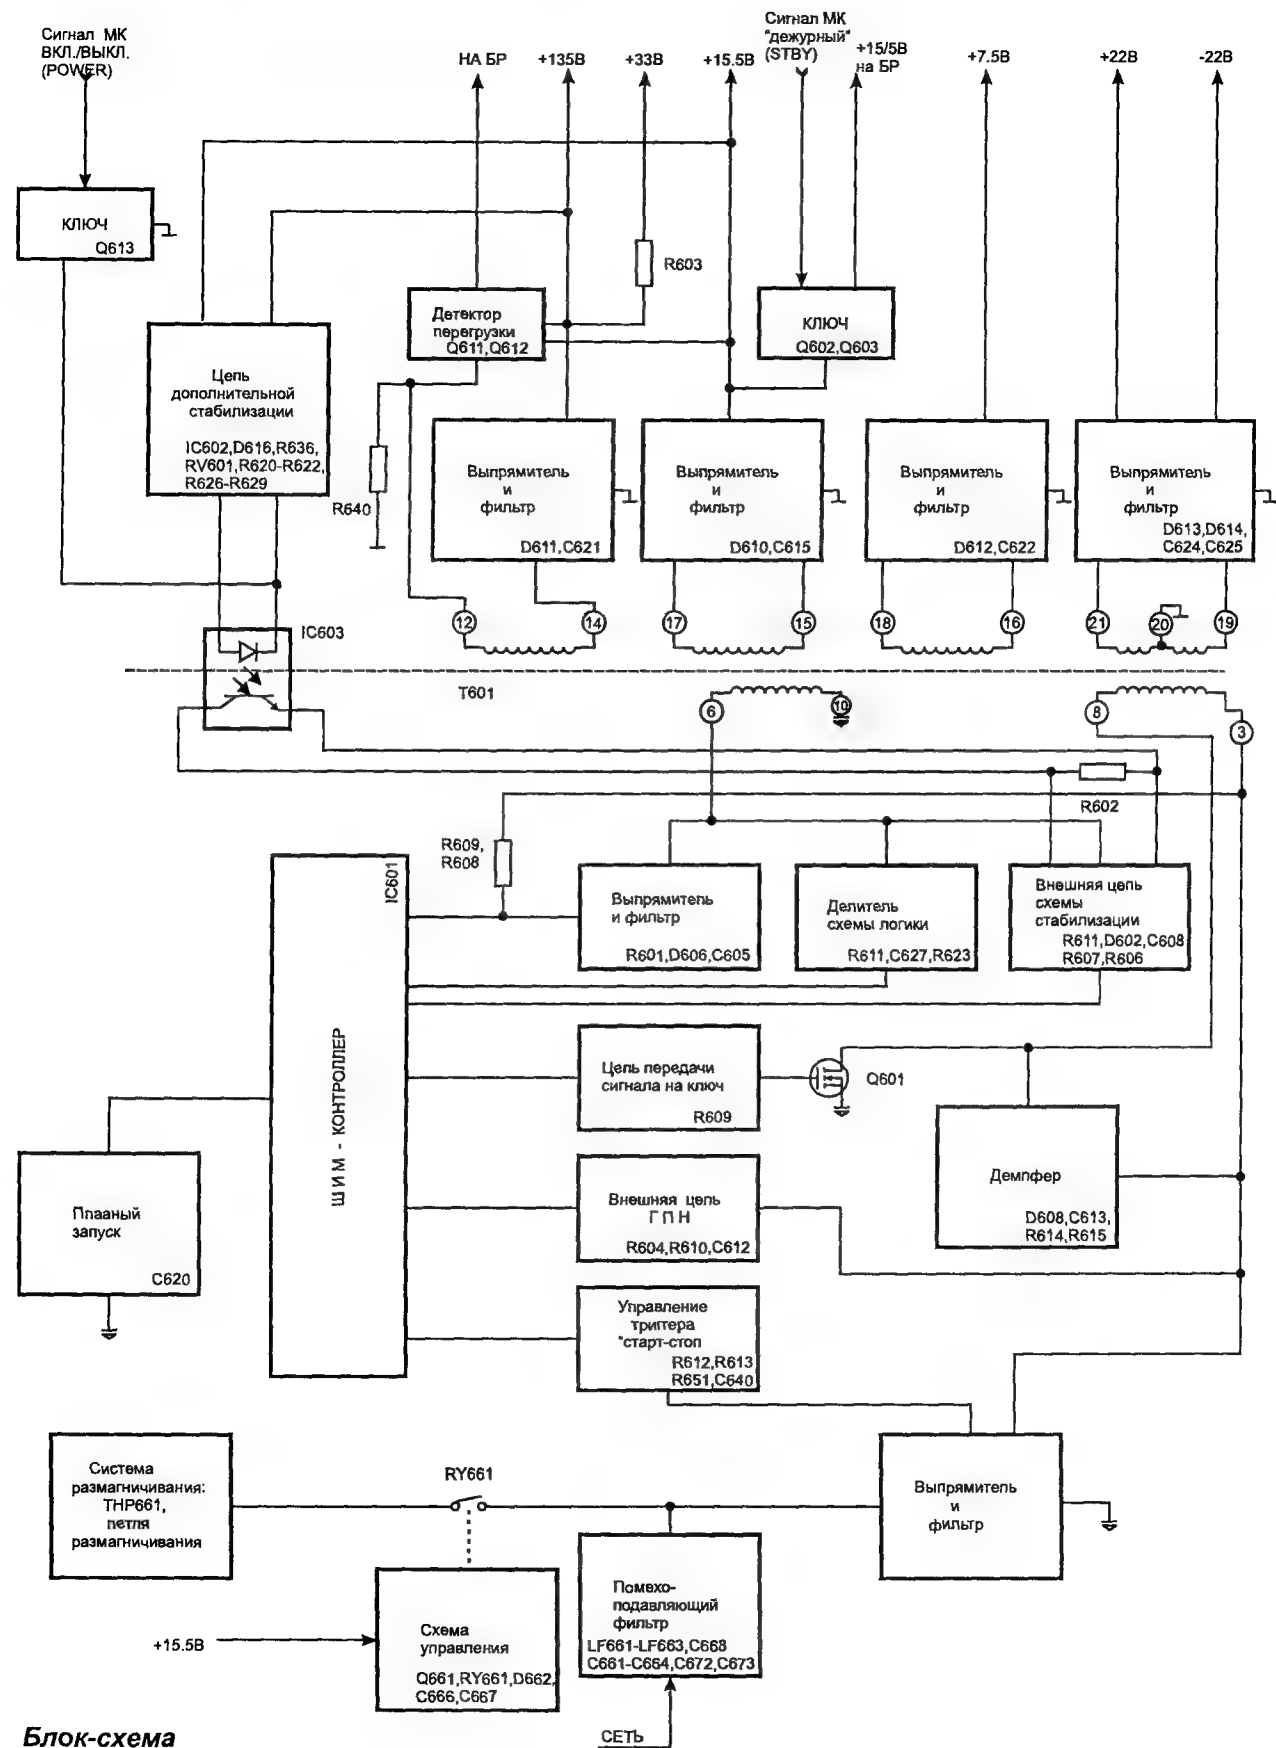 Сигнал МК
ВКЛ./ВЫКЛ.
(POWER)
НА БР
+135В
+33В
+15.5В
Сигнал МК
"дежурный"
(STBY)
+15/5В
на БР
+7.5В
+22В
-22В
КЛЮЧ
Q613
R603
Детектор
перегрузки
Q611,Q612
КЛЮЧ
Q602,Q603
Цепь
дополнительной
стабилизации
IC602,D616,R636,
RV601,R620-R622,
R626-R629
R640
Выпрямитель
и
фильтр
D611,C621
Выпрямитель
и
фильтр
D610,C615
Выпрямитель
и
фильтр
D612,C622
Выпрямитель
и
фильтр
D613,D614,
C624,C625
12
14
17
15
18
16
21
20
19
IC603
T601
6
10
8
3
R602
R609,
R608
IC601
ШИМ - КОНТРОЛЛЕР
Выпрямитель
и фильтр
R601,D606,C605
Делитель
схемы логики
R611,C627,R623
Внешняя цепь
схемы
стабилизации
R611,D602,C608
R607,R606
Цепь передачи
сигнала на ключ
R609
Q601
Демпфер
D608,C613,
R614,R615
Внешняя цепь
ГПН
R604,R610,C612
Плааный
запуск
C620
Управление
триггера
"старт-стоп
R612,R613
R651,C640
Система
размагничивания:
THP661,
петля
размагничивания
RY661
Выпрямитель
и
фильтр
Помехо-
подавляющий
фильтр
LF661-LF663,C668
C661-C664,C672,C673
+15.5В
Схема
управления
Q661,RY661,D662,
C666,C667
СЕТЬ
Блок-схема